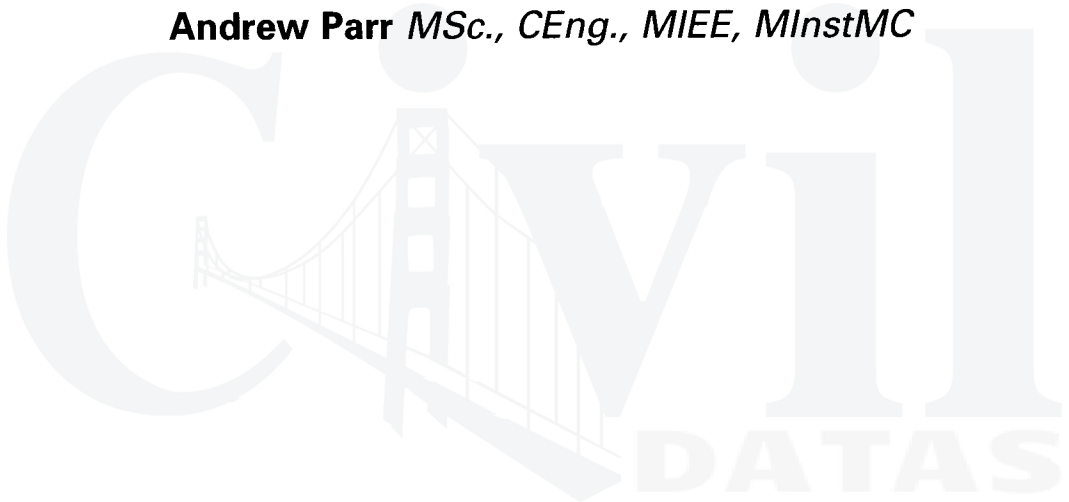 Andrew Parr MSc., CEng., MIEE, MInstMC
Civil
DATAS